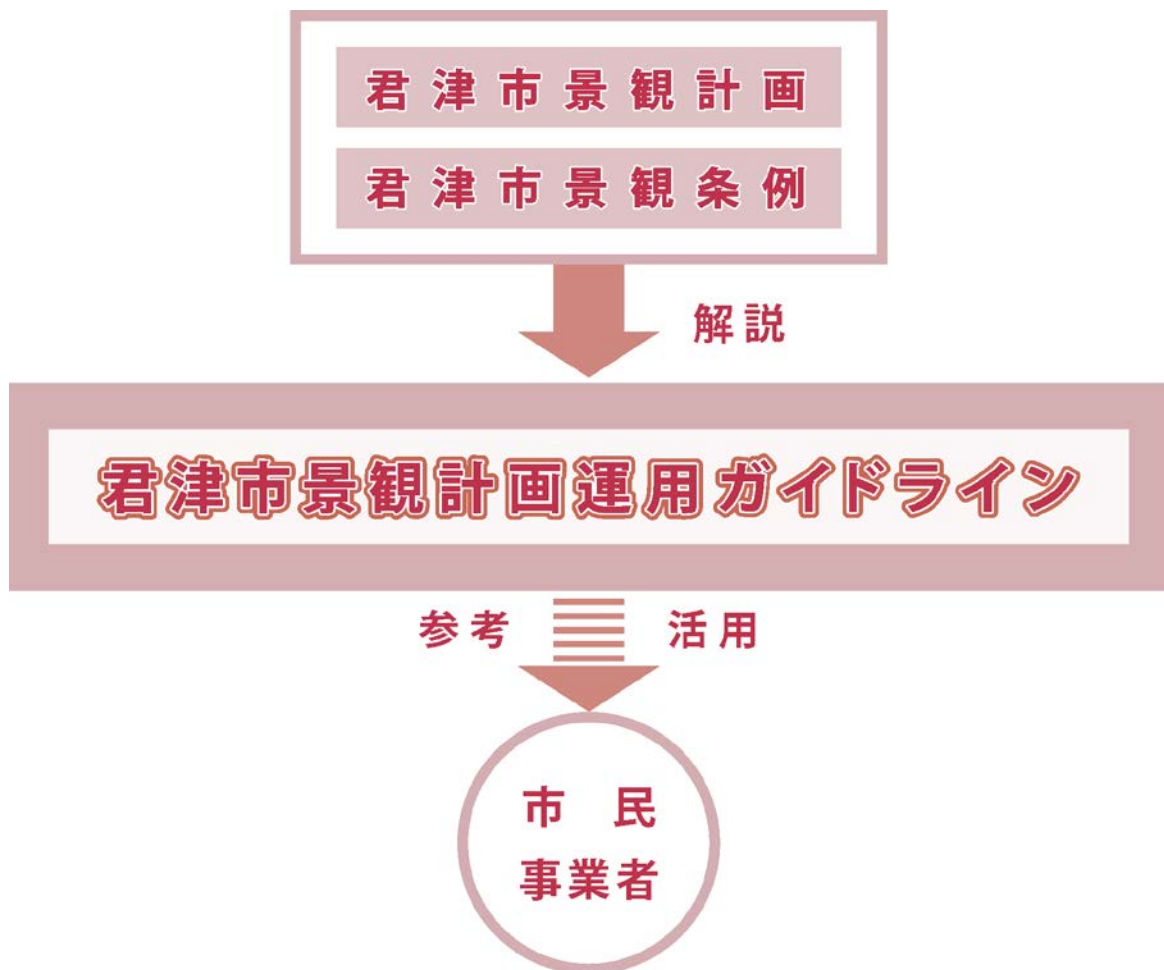 君津市景観計画
君津市景観条例
解説
君津市景観計画運用ガイドライン
参考 活用
市民
事業者